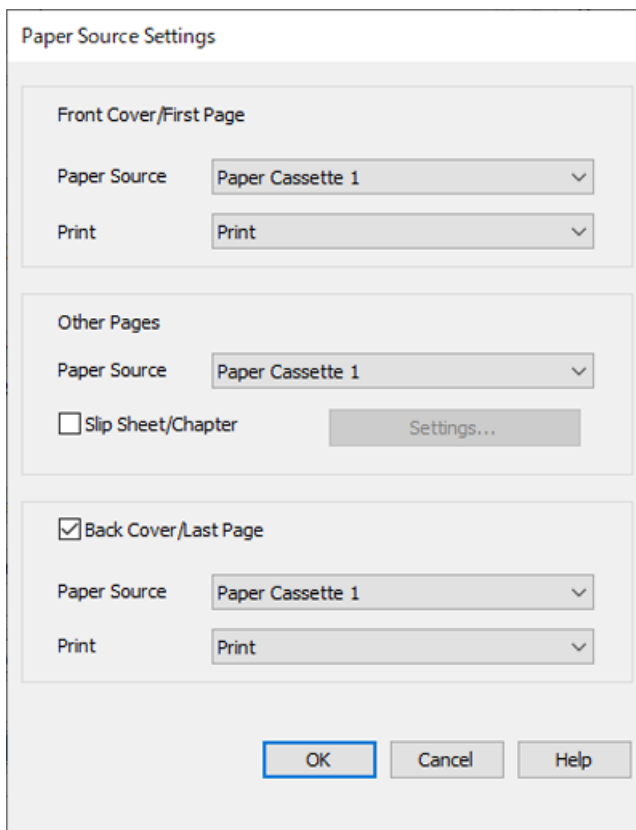 Paper Source Settings
Front Cover/First Page
Paper Source Paper Cassette 1
Print Print
Other Pages
Paper Source Paper Cassette 1
Slip Sheet/Chapter Settings...
Back Cover/Last Page
Paper Source Paper Cassette 1
Print Print
OK Cancel Help